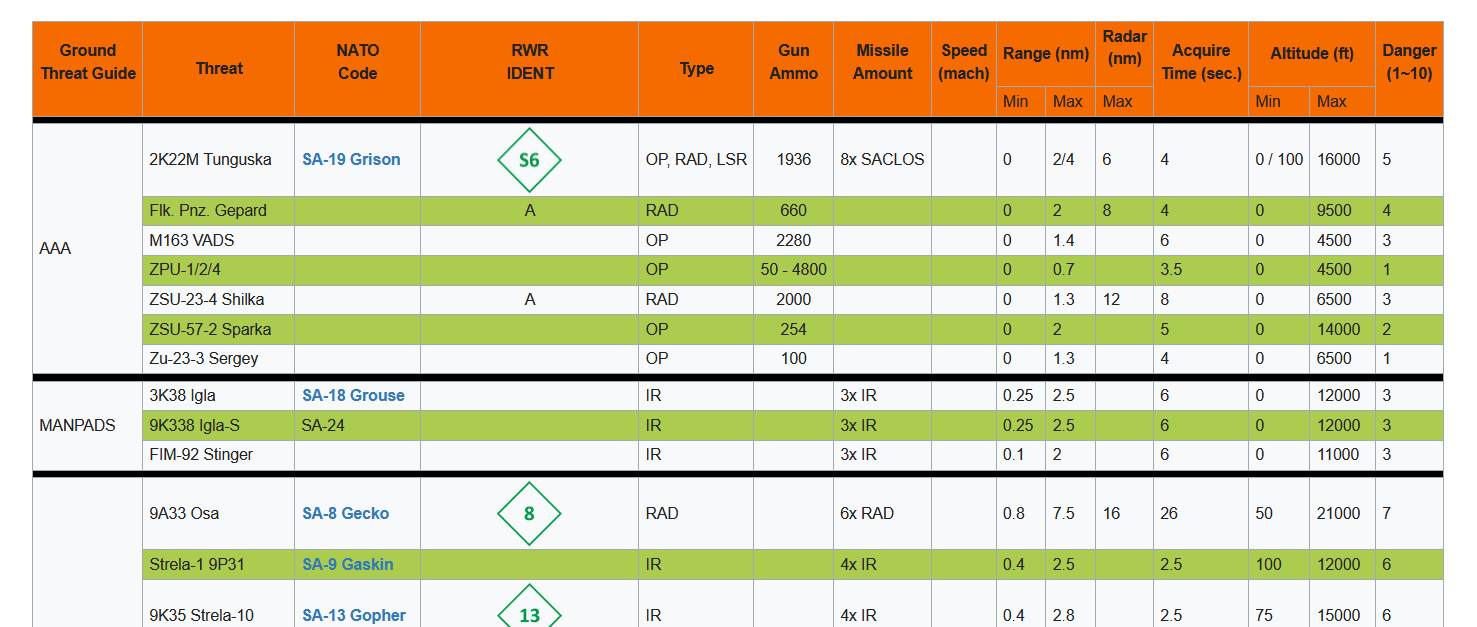 Ground Threat Guide Threat NATO Code RWR IDENT Type Gun Ammo Missile Amount Speed (mach) Range (nm) Radar (nm) Acquire Time (sec.) Altitude (ft) Danger (1~10)
Min Max Max Min Max
AAA
2K22M Tunguska SA-19 Grison S6 OP, RAD, LSR 1936 8x SACLOS 0 2/4 6 4 0 / 100 16000 5
Flk. Pnz. Gepard A RAD 660 0 2 8 4 0 9500 4
M163 VADS OP 2280 0 1.4 6 0 4500 3
ZPU-1/2/4 OP 50 - 4800 0 0.7 3.5 0 4500 1
ZSU-23-4 Shilka A RAD 2000 0 1.3 12 8 0 6500 3
ZSU-57-2 Sparka OP 254 0 2 5 0 14000 2
Zu-23-3 Sergey OP 100 0 1.3 4 0 6500 1
MANPADS
3K38 Igla SA-18 Grouse IR 3x IR 0.25 2.5 6 0 12000 3
9K338 Igla-S SA-24 IR 3x IR 0.25 2.5 6 0 12000 3
FIM-92 Stinger IR 3x IR 0.1 2 6 0 11000 3
9A33 Osa SA-8 Gecko 8 RAD 6x RAD 0.8 7.5 16 26 50 21000 7
Strela-1 9P31 SA-9 Gaskin IR 4x IR 0.4 2.5 2.5 100 12000 6
9K35 Strela-10 SA-13 Gopher 13 IR 4x IR 0.4 2.8 2.5 75 15000 6